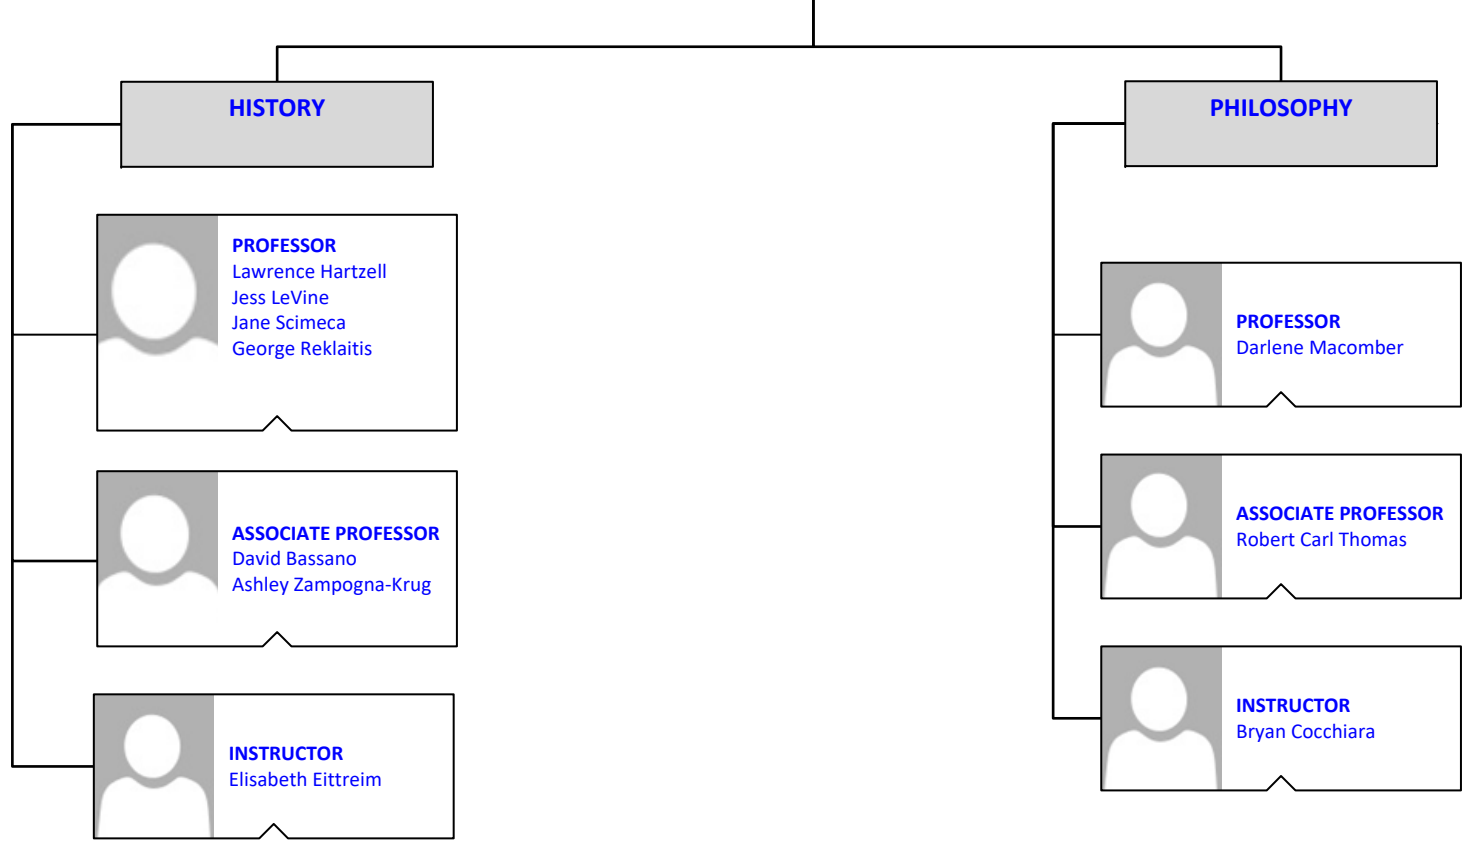 HISTORY
PROFESSOR
Lawrence Hartzell
Jess LeVine
Jane Scimeca
George Reklaitis
ASSOCIATE PROFESSOR
David Bassano
Ashley Zampogna-Krug
INSTRUCTOR
Elisabeth Eittreim
PHILOSOPHY
PROFESSOR
Darlene Macomber
ASSOCIATE PROFESSOR
Robert Carl Thomas
INSTRUCTOR
Bryan Cocchiara